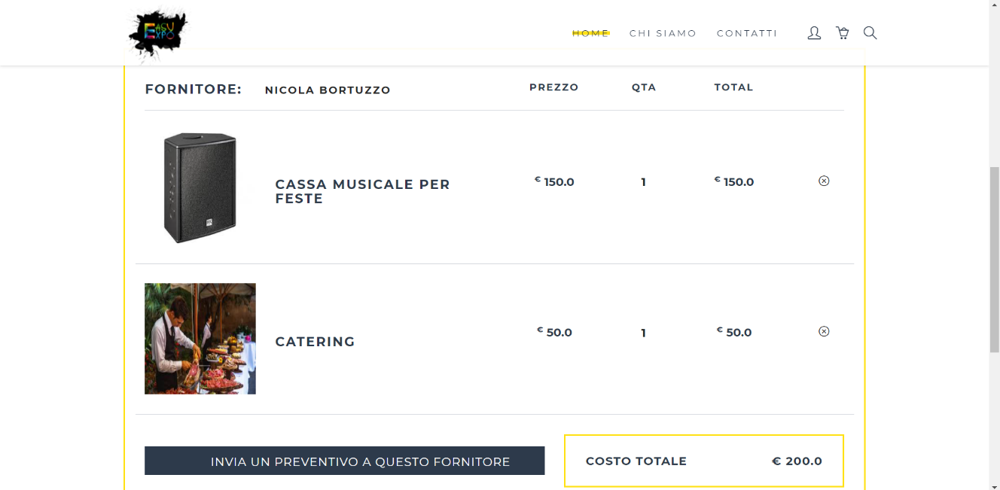 EASY
EXPO
HOME CHI SIAMO CONTATTI
FORNITORE: NICOLA BORTUZZO PREZZO QTA TOTAL
CASSA MUSICALE PER
FESTE
€ 150.0 1 € 150.0
CATERING
€ 50.0 1 € 50.0
INVIA UN PREVENTIVO A QUESTO FORNITORE
COSTO TOTALE € 200.0